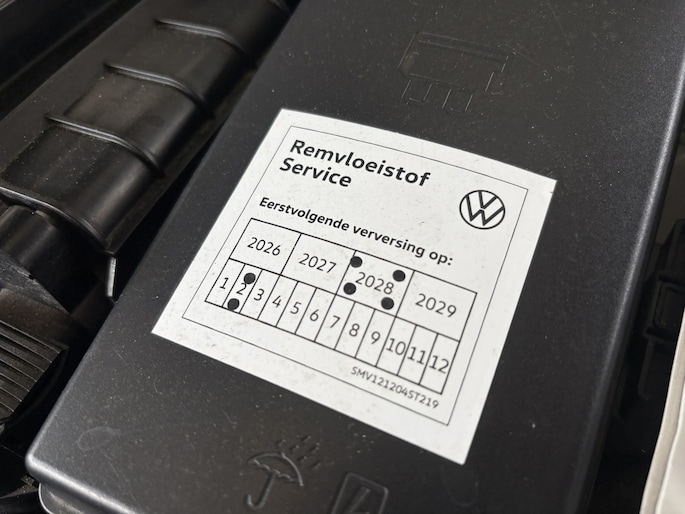 Remvloeistof
Service
Eerstvolgende verversing op:
2026 2027 2028 2029
1 2 3 4 5 6 7 8 9 10 11 12
SMV121204ST219